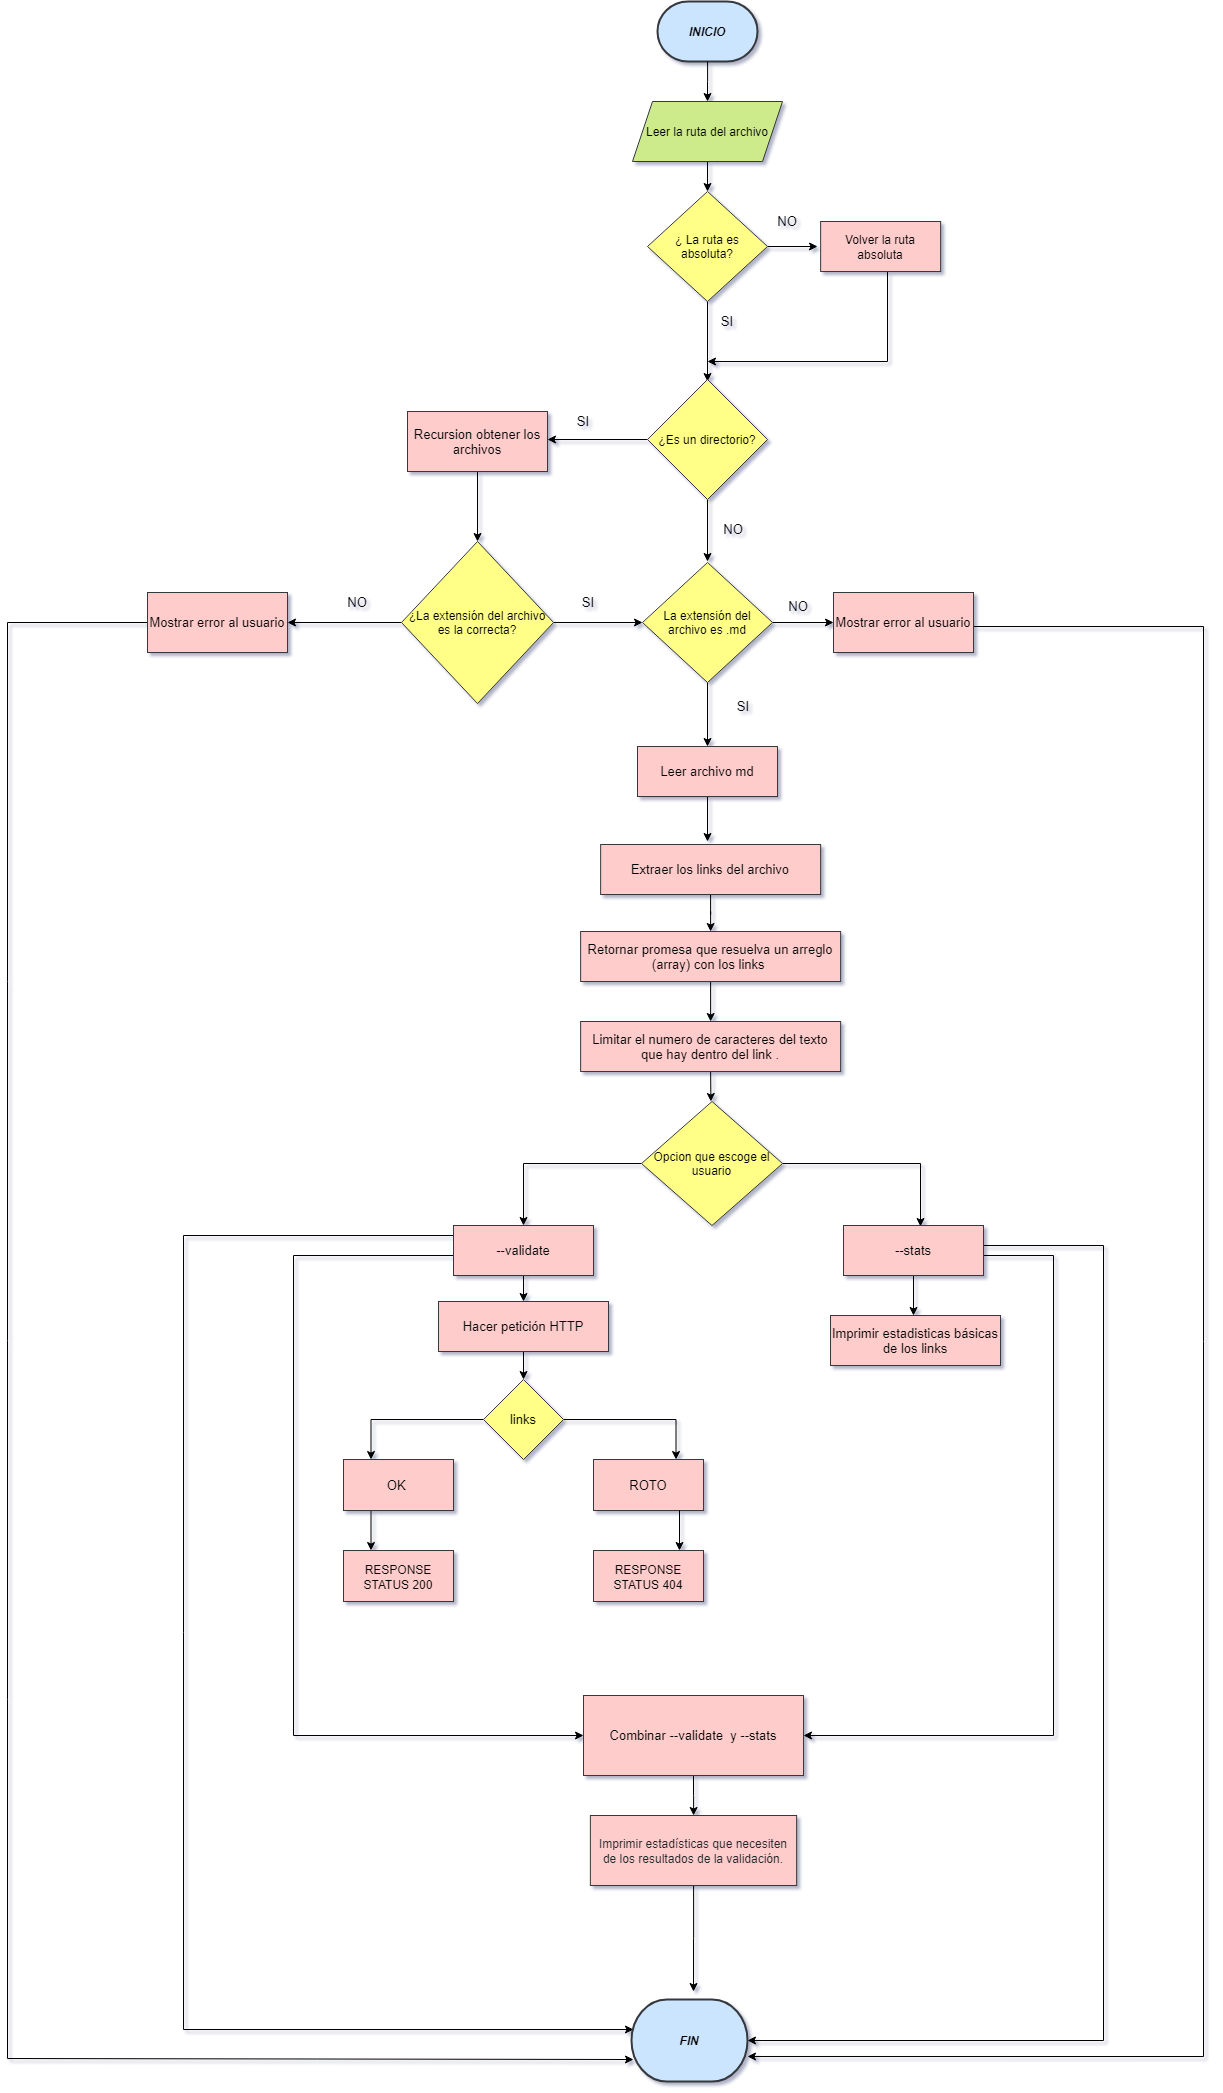 INICIO
Leer la ruta del archivo
¿ La ruta es
absoluta?
NO
Volver la ruta
absoluta
SI
¿Es un directorio?
SI
Recursion obtener los
archivos
NO
¿La extensión del archivo
es la correcta?
NO
Mostrar error al usuario
SI
La extensión del
archivo es .md
NO
Mostrar error al usuario
SI
Leer archivo md
Extraer los links del archivo
Retornar promesa que resuelva un arreglo
(array) con los links
Limitar el numero de caracteres del texto
que hay dentro del link .
Opcion que escoge el
usuario
--validate
--stats
Hacer petición HTTP
Imprimir estadisticas básicas
de los links
links
OK
ROTO
RESPONSE
STATUS 200
RESPONSE
STATUS 404
Combinar --validate  y --stats
Imprimir estadísticas que necesiten
de los resultados de la validación.
FIN